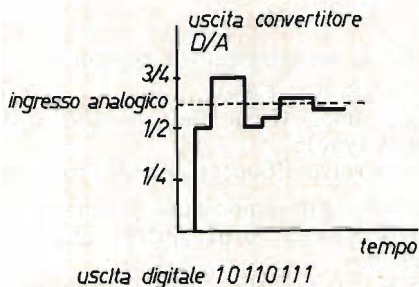 uscita convertitore
D/A
3/4
ingresso analogico
1/2
1/4
tempo
uscita digitale 10110111